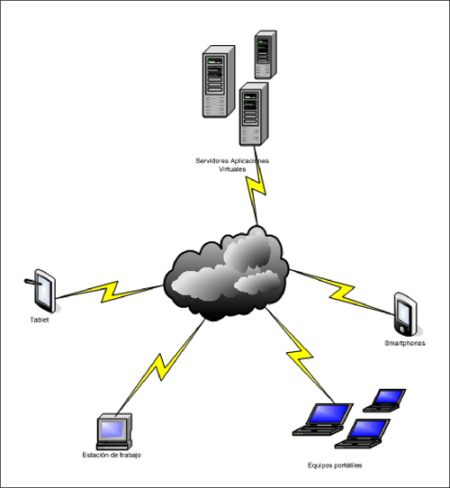 Servidores Aplicaciones
Virtuales
Tablet
Smartphones
Estación de trabajo
Equipos portátiles